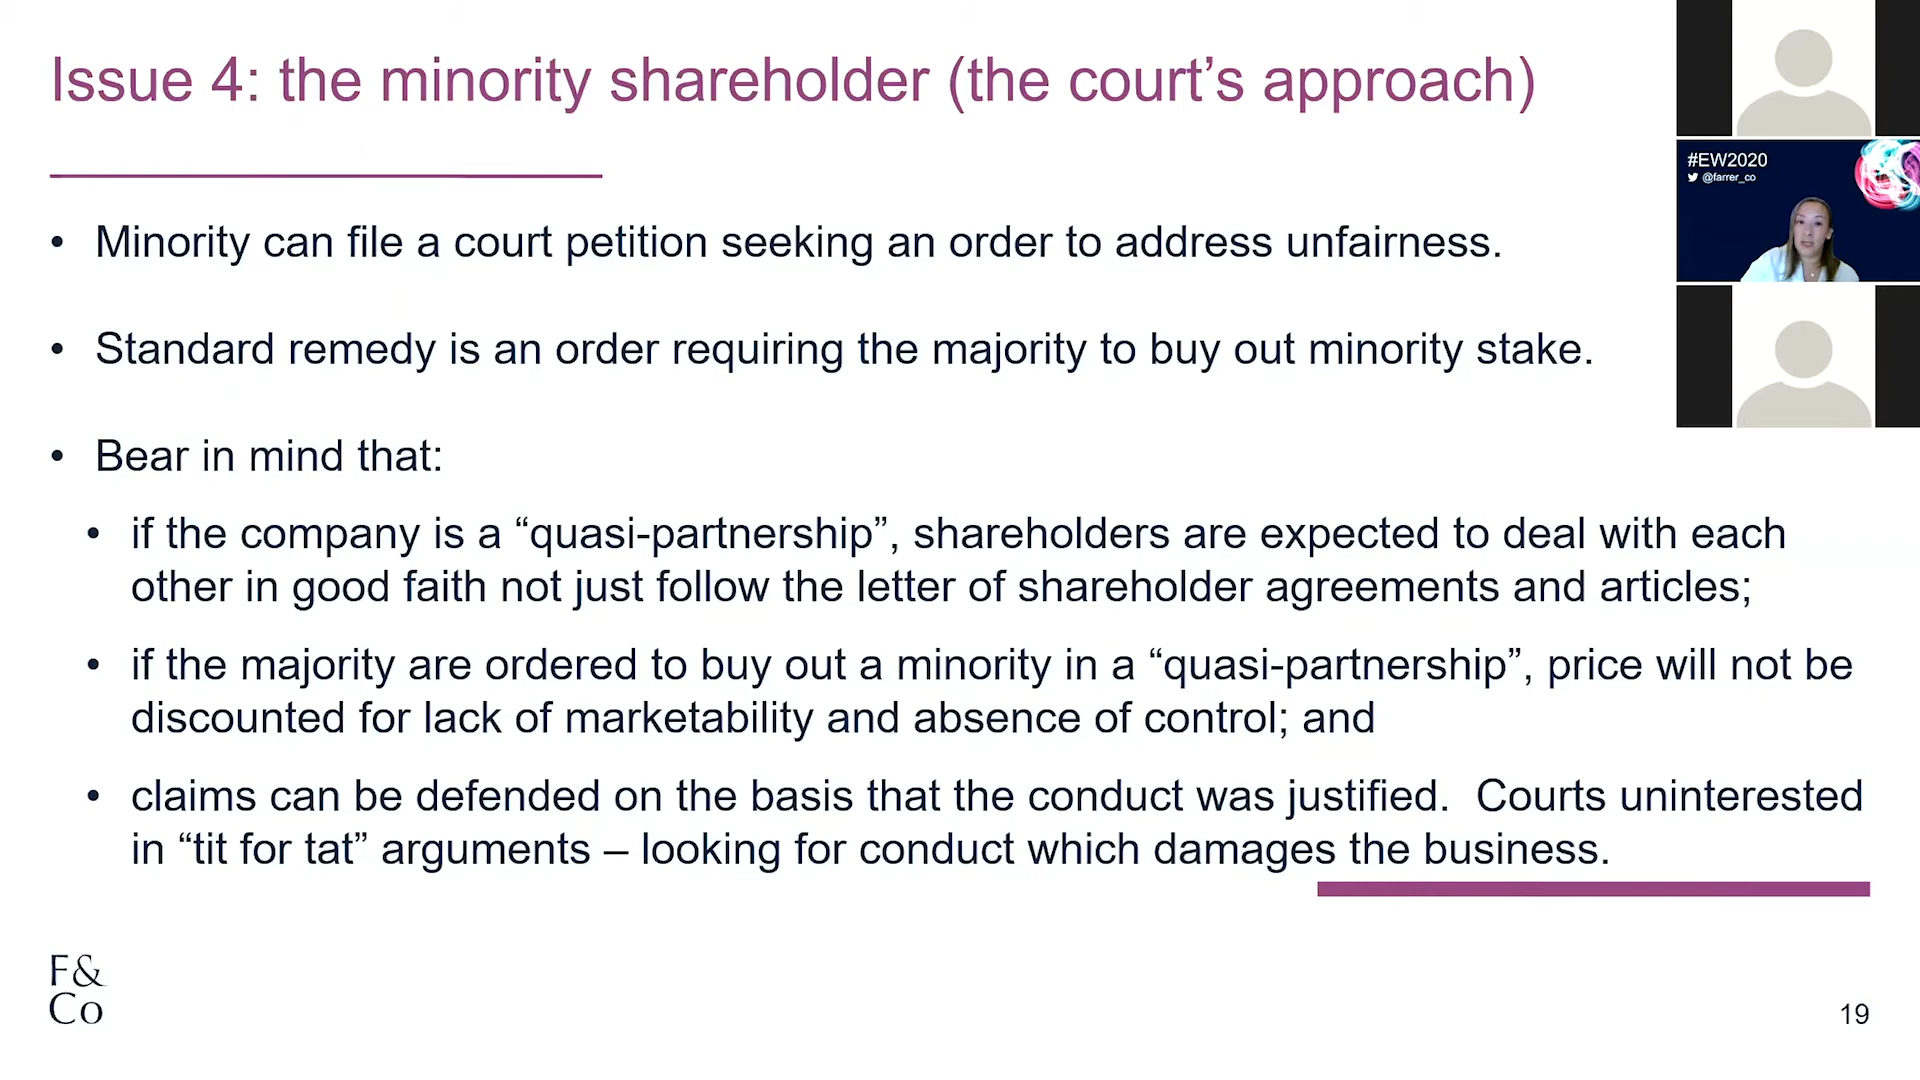 Issue 4: the minority shareholder (the court’s approach)
#EW2020
@farrer_co
• Minority can file a court petition seeking an order to address unfairness.
• Standard remedy is an order requiring the majority to buy out minority stake.
• Bear in mind that:
• if the company is a “quasi-partnership”, shareholders are expected to deal with each
other in good faith not just follow the letter of shareholder agreements and articles;
• if the majority are ordered to buy out a minority in a “quasi-partnership”, price will not be
discounted for lack of marketability and absence of control; and
• claims can be defended on the basis that the conduct was justified.  Courts uninterested
in “tit for tat” arguments – looking for conduct which damages the business.
F&
Co
19